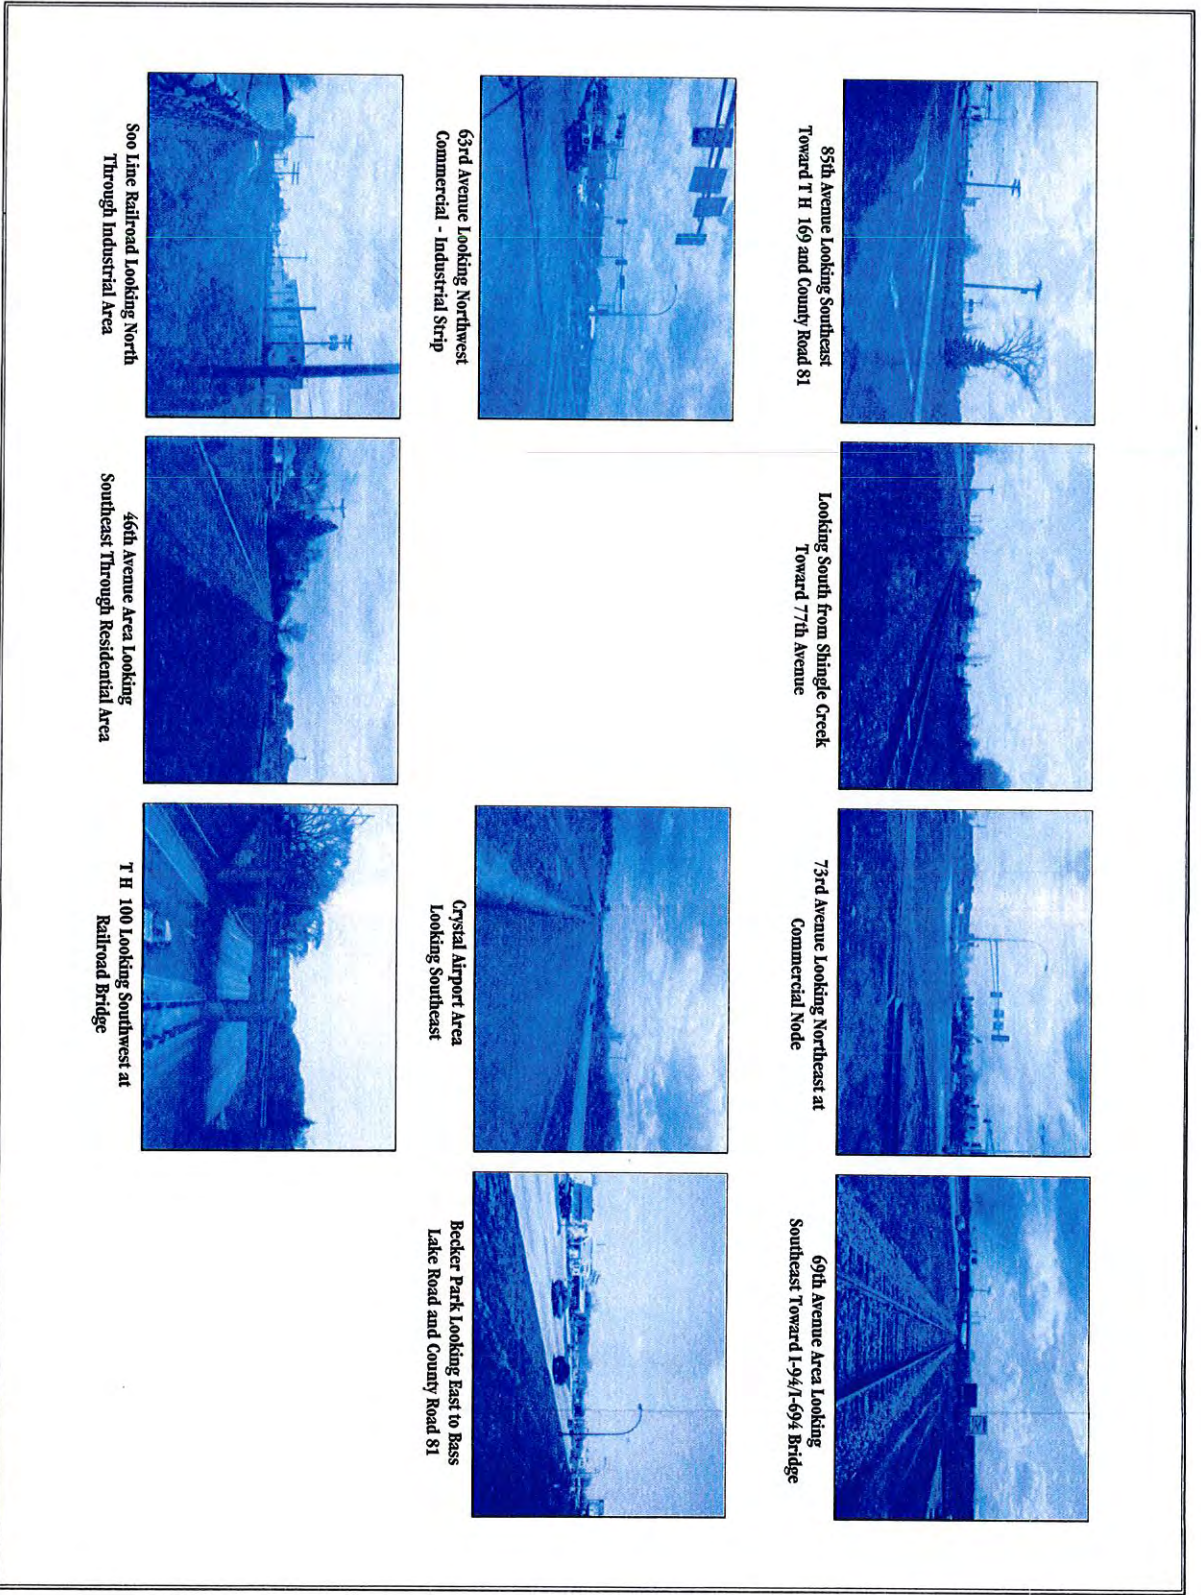 85th Avenue Looking Southeast
Toward T H 169 and County Road 81
Looking South from Shingle Creek
Toward 77th Avenue
73rd Avenue Looking Northeast at
Commercial Node
69th Avenue Area Looking
Southeast Toward I-94/I-694 Bridge
63rd Avenue Looking Northwest
Commercial - Industrial Strip
Crystal Airport Area
Looking Southeast
Becker Park Looking East to Bass
Lake Road and County Road 81
Soo Line Railroad Looking North
Through Industrial Area
46th Avenue Area Looking
Southeast Through Residential Area
T H 100 Looking Southwest at
Railroad Bridge